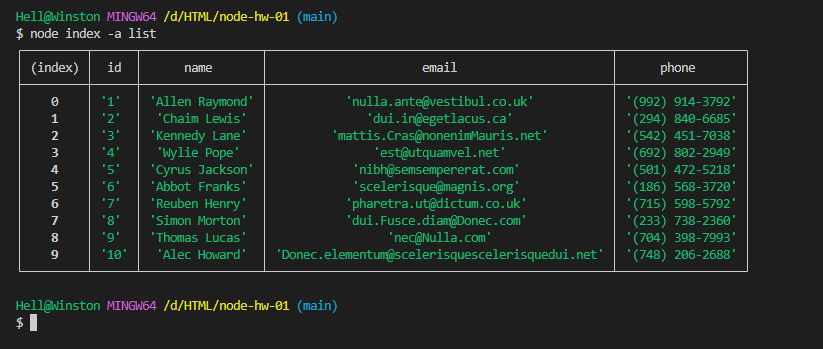 Hell@Winston MINGW64 /d/HTML/node-hw-01 (main)
$ node index -a list
(index) id name email phone
0 '1' 'Allen Raymond' 'nulla.ante@vestibul.co.uk' '(992) 914-3792'
1 '2' 'Chaim Lewis' 'dui.in@egetlacus.ca' '(294) 840-6685'
2 '3' 'Kennedy Lane' 'mattis.Cras@nonenimMauris.net' '(542) 451-7038'
3 '4' 'Wylie Pope' 'est@utquamvel.net' '(692) 802-2949'
4 '5' 'Cyrus Jackson' 'nibh@semsempererat.com' '(501) 472-5218'
5 '6' 'Abbot Franks' 'scelerisque@magnis.org' '(186) 568-3720'
6 '7' 'Reuben Henry' 'pharetra.ut@dictum.co.uk' '(715) 598-5792'
7 '8' 'Simon Morton' 'dui.Fusce.diam@Donec.com' '(233) 738-2360'
8 '9' 'Thomas Lucas' 'nec@Nulla.com' '(704) 398-7993'
9 '10' 'Alec Howard' 'Donec.elementum@scelerisquescelerisquedui.net' '(748) 206-2688'
Hell@Winston MINGW64 /d/HTML/node-hw-01 (main)
$